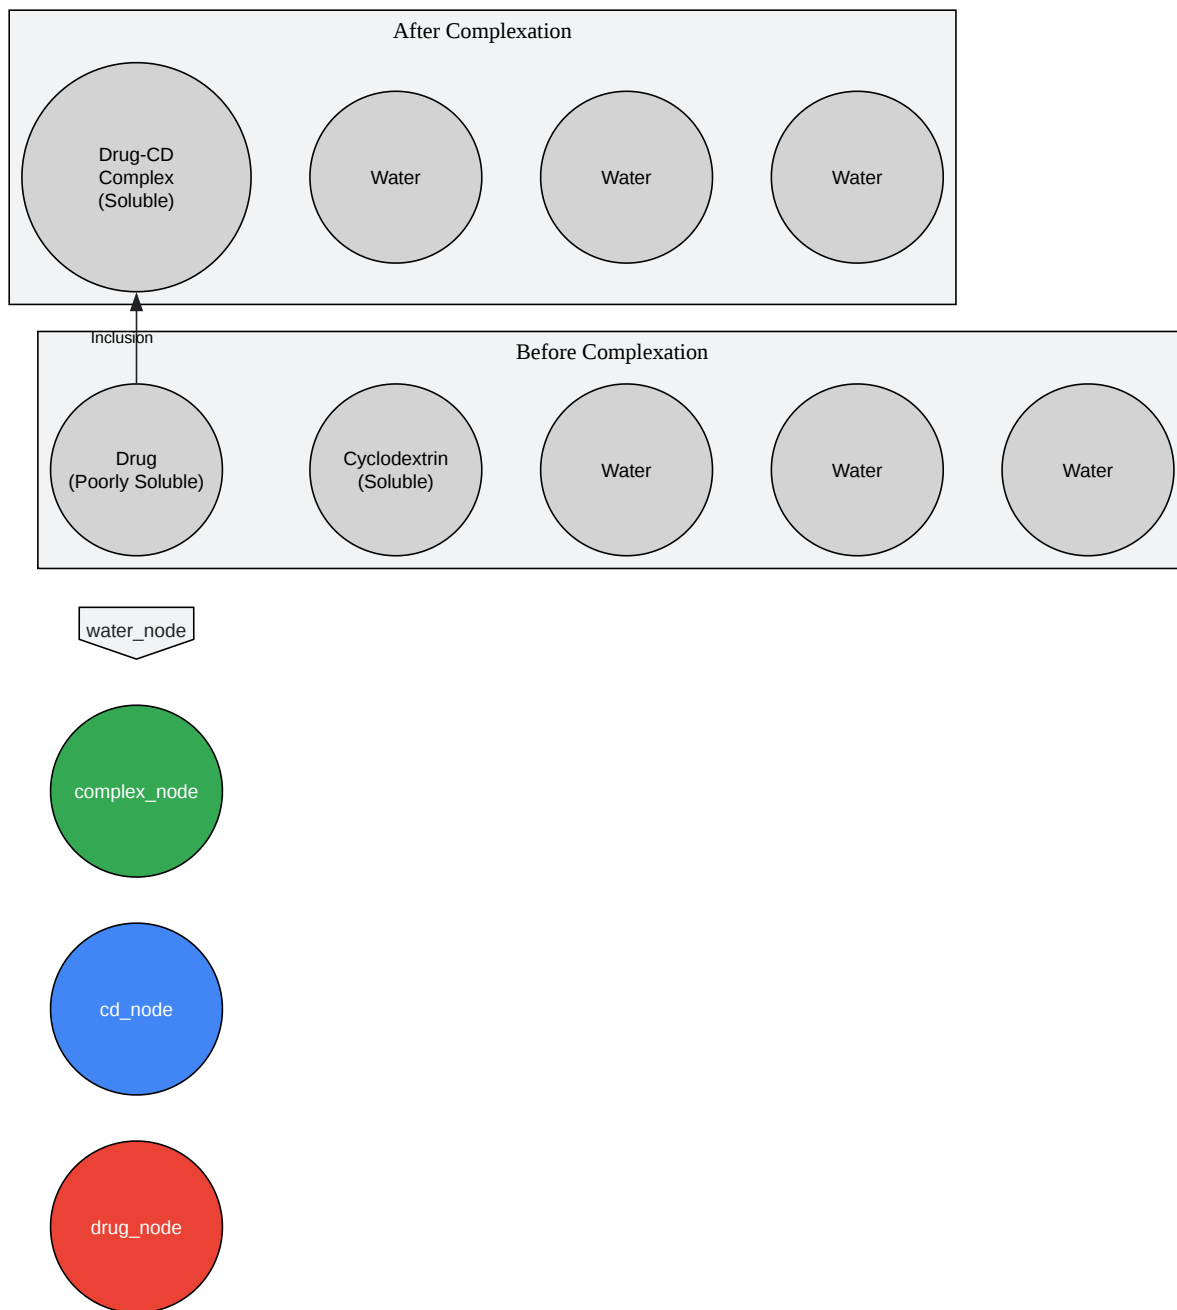 After Complexation
Drug-CD
Complex
(Soluble)
Water
Water
Water
Inclusion
Before Complexation
Drug
(Poorly Soluble)
Cyclodextrin
(Soluble)
Water
Water
Water
water_node
complex_node
cd_node
drug_node